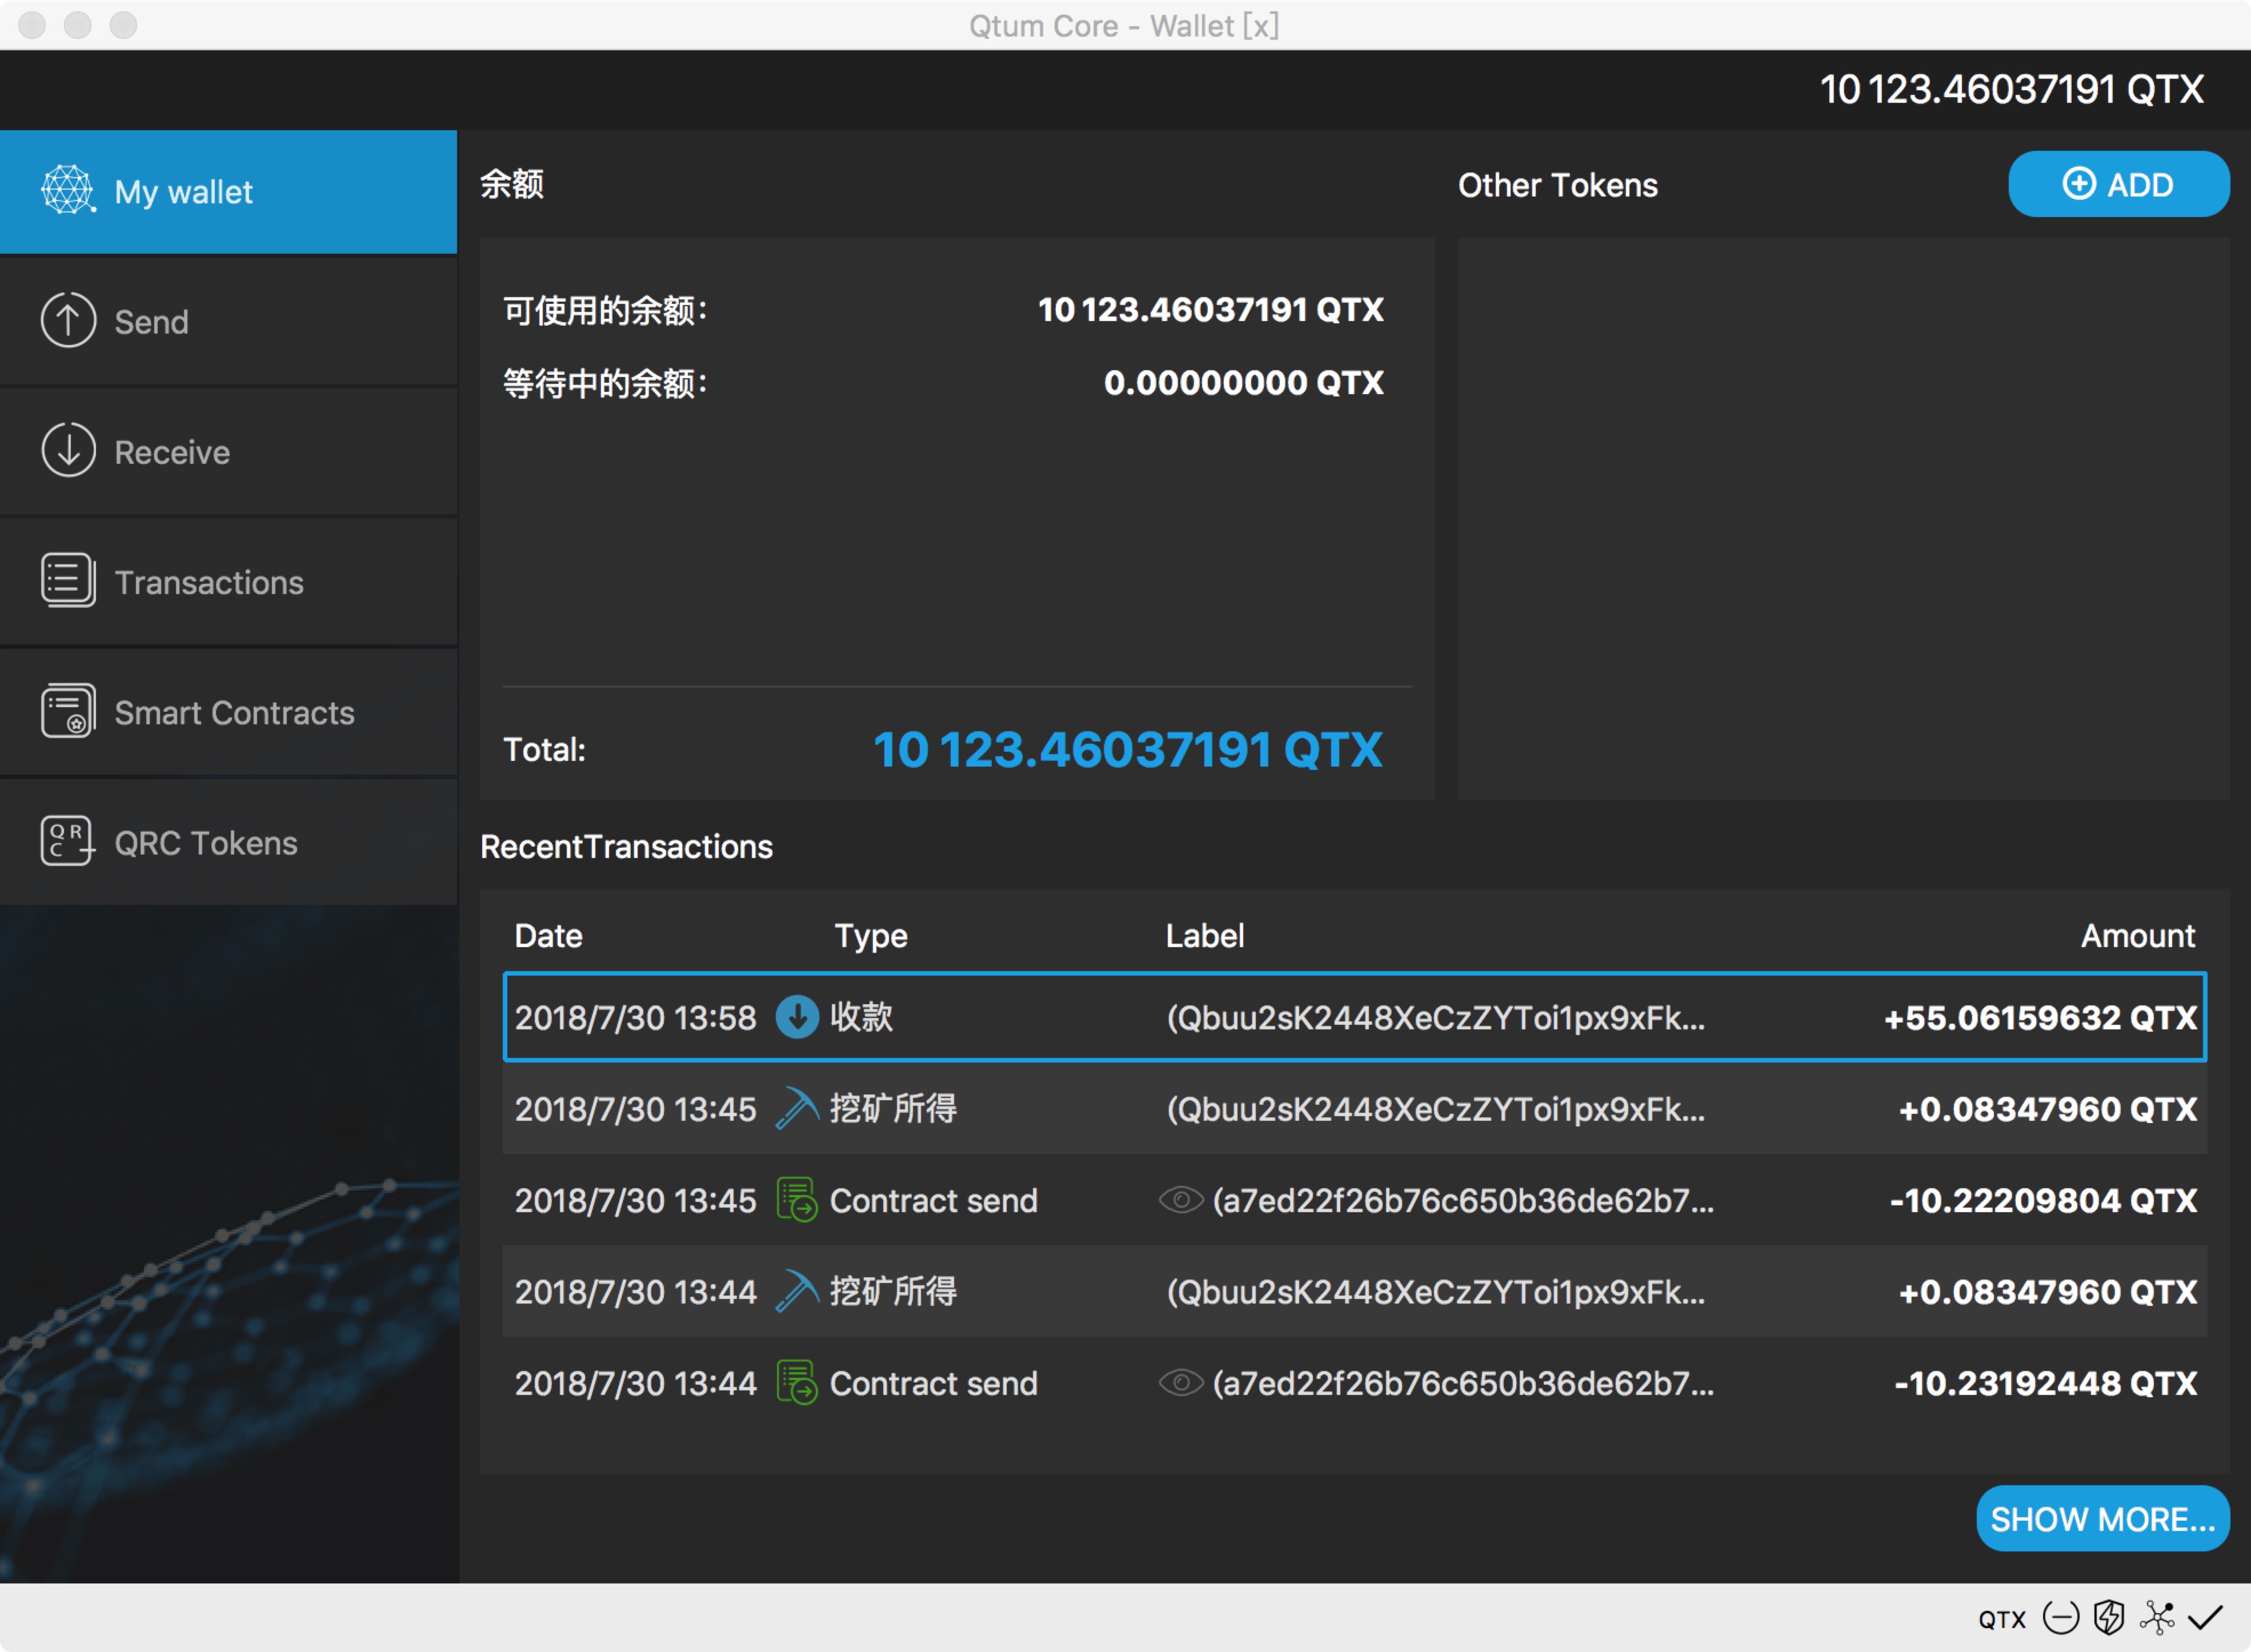 Qtum Core - Wallet [x]
10 123.46037191 QTX
My wallet
Send
Receive
Transactions
Smart Contracts
QR
C
QRC Tokens
余额
可使用的余额： 10 123.46037191 QTX
等待中的余额： 0.00000000 QTX
Total: 10 123.46037191 QTX
Other Tokens
ADD
RecentTransactions
Date Type Label Amount
2018/7/30 13:58 收款 (Qbuu2sK2448XeCzZYToi1px9xFk... +55.06159632 QTX
2018/7/30 13:45 挖矿所得 (Qbuu2sK2448XeCzZYToi1px9xFk... +0.08347960 QTX
2018/7/30 13:45 Contract send (a7ed22f26b76c650b36de62b7... -10.22209804 QTX
2018/7/30 13:44 挖矿所得 (Qbuu2sK2448XeCzZYToi1px9xFk... +0.08347960 QTX
2018/7/30 13:44 Contract send (a7ed22f26b76c650b36de62b7... -10.23192448 QTX
SHOW MORE...
QTX